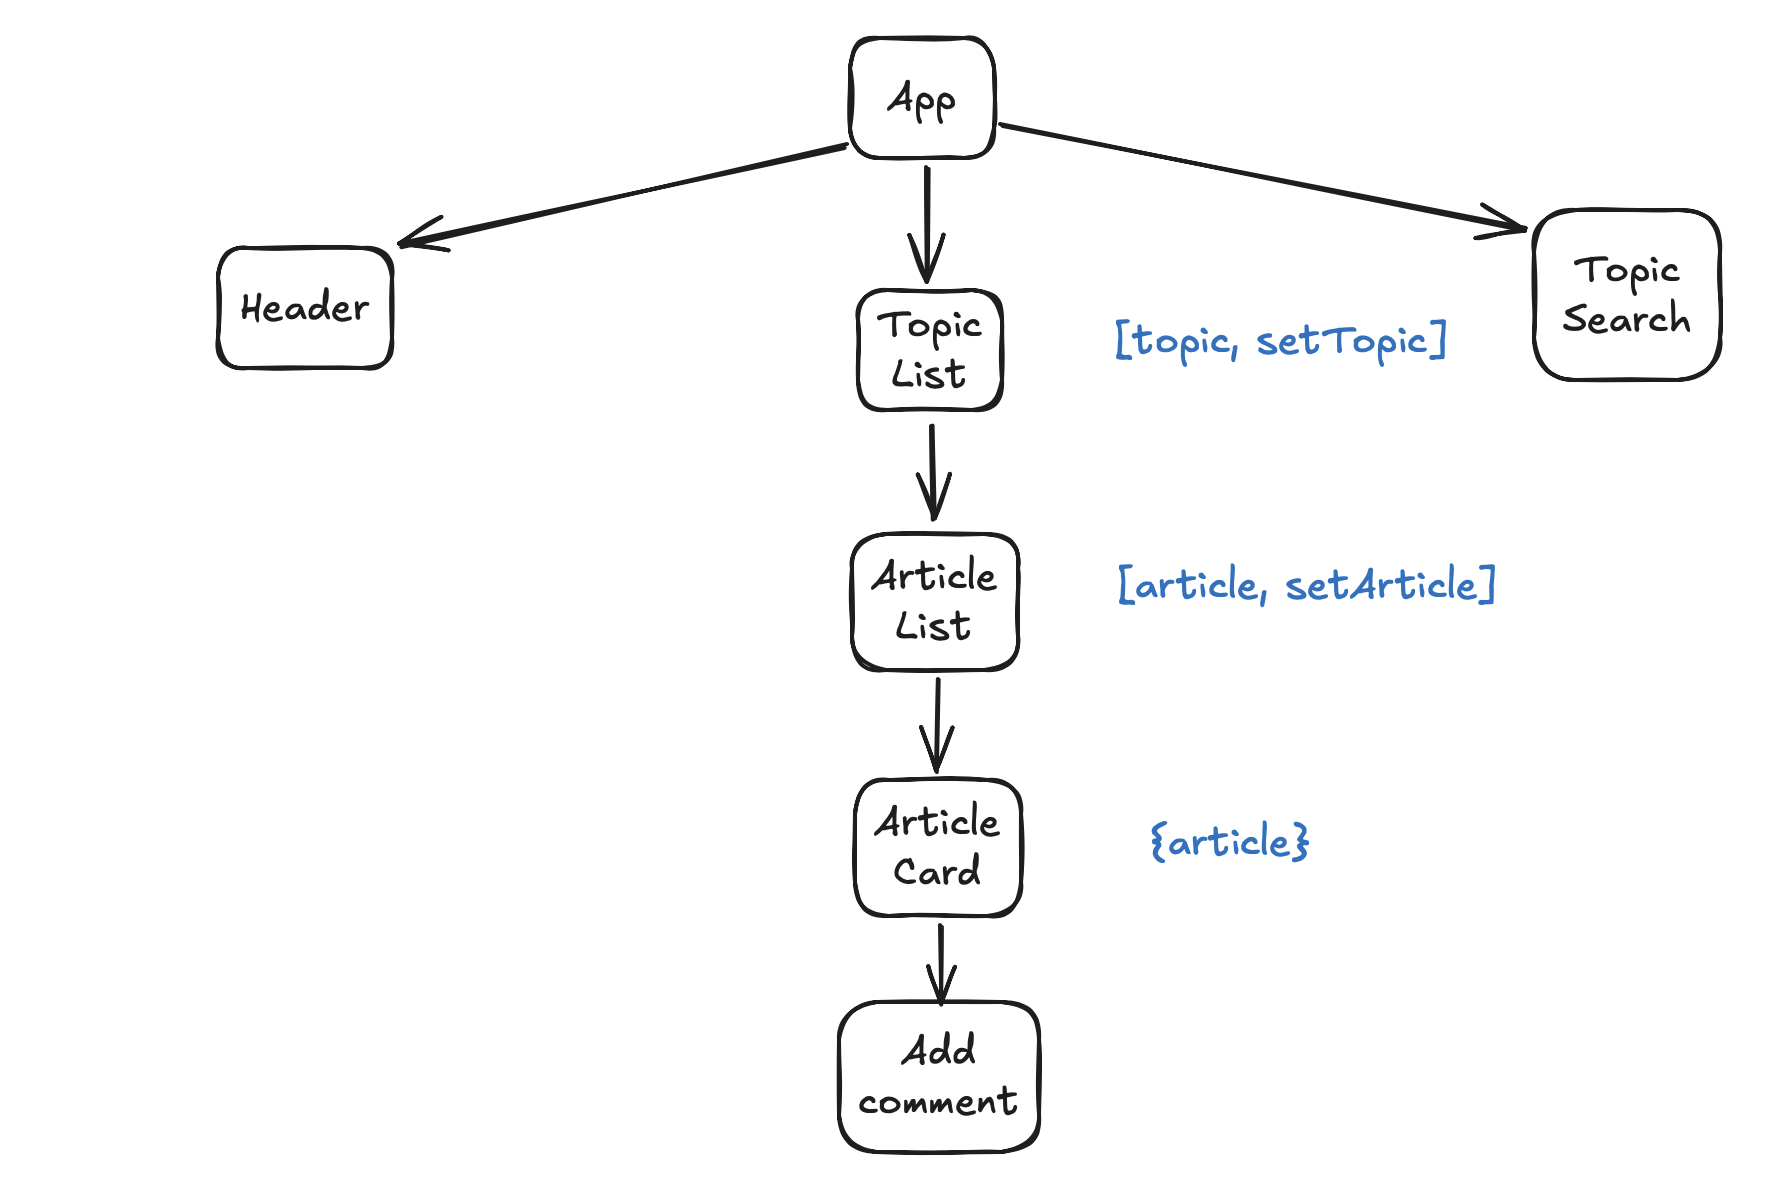 App
Header
Topic
List
[topic, setTopic]
Topic
Search
Article
List
[article, setArticle]
Article
Card
{article}
Add
comment